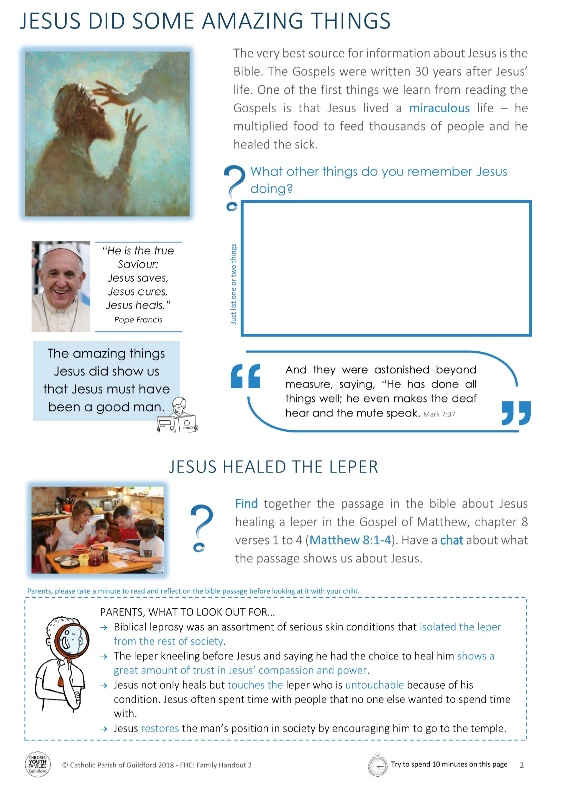 JESUS DID SOME AMAZING THINGS
The very best source for information about Jesus is the
Bible. The Gospels were written 30 years after Jesus'
life. One of the first things we learn from reading the
Gospels is that Jesus lived a miraculous life – he
multiplied food to feed thousands of people and he
healed the sick.
? What other things do you remember Jesus
doing?
Just list one or two things
"He is the true
Saviour:
Jesus saves,
Jesus cures,
Jesus heals."
Pope Francis
The amazing things
Jesus did show us
that Jesus must have
been a good man.
And they were astonished beyond
measure, saying, "He has done all
things well; he even makes the deaf
hear and the mute speak. Mark 7:37
JESUS HEALED THE LEPER
? Find together the passage in the bible about Jesus
healing a leper in the Gospel of Matthew, chapter 8
verses 1 to 4 (Matthew 8:1-4). Have a chat about what
the passage shows us about Jesus.
Parents, please take a minute to read and reflect on the bible passage before looking at it with your child.
PARENTS, WHAT TO LOOK OUT FOR...
→ Biblical leprosy was an assortment of serious skin conditions that isolated the leper
from the rest of society.
→ The leper kneeling before Jesus and saying he had the choice to heal him shows a
great amount of trust in Jesus' compassion and power.
→ Jesus not only heals but touches the leper who is untouchable because of his
condition. Jesus often spent time with people that no one else wanted to spend time
with.
→ Jesus restores the man's position in society by encouraging him to go to the temple.
CHILDREN
YOUTH
FAMILIES
Guildford
© Catholic Parish of Guildford 2018 - FHC: Family Handout 2
Try to spend 10 minutes on this page 2